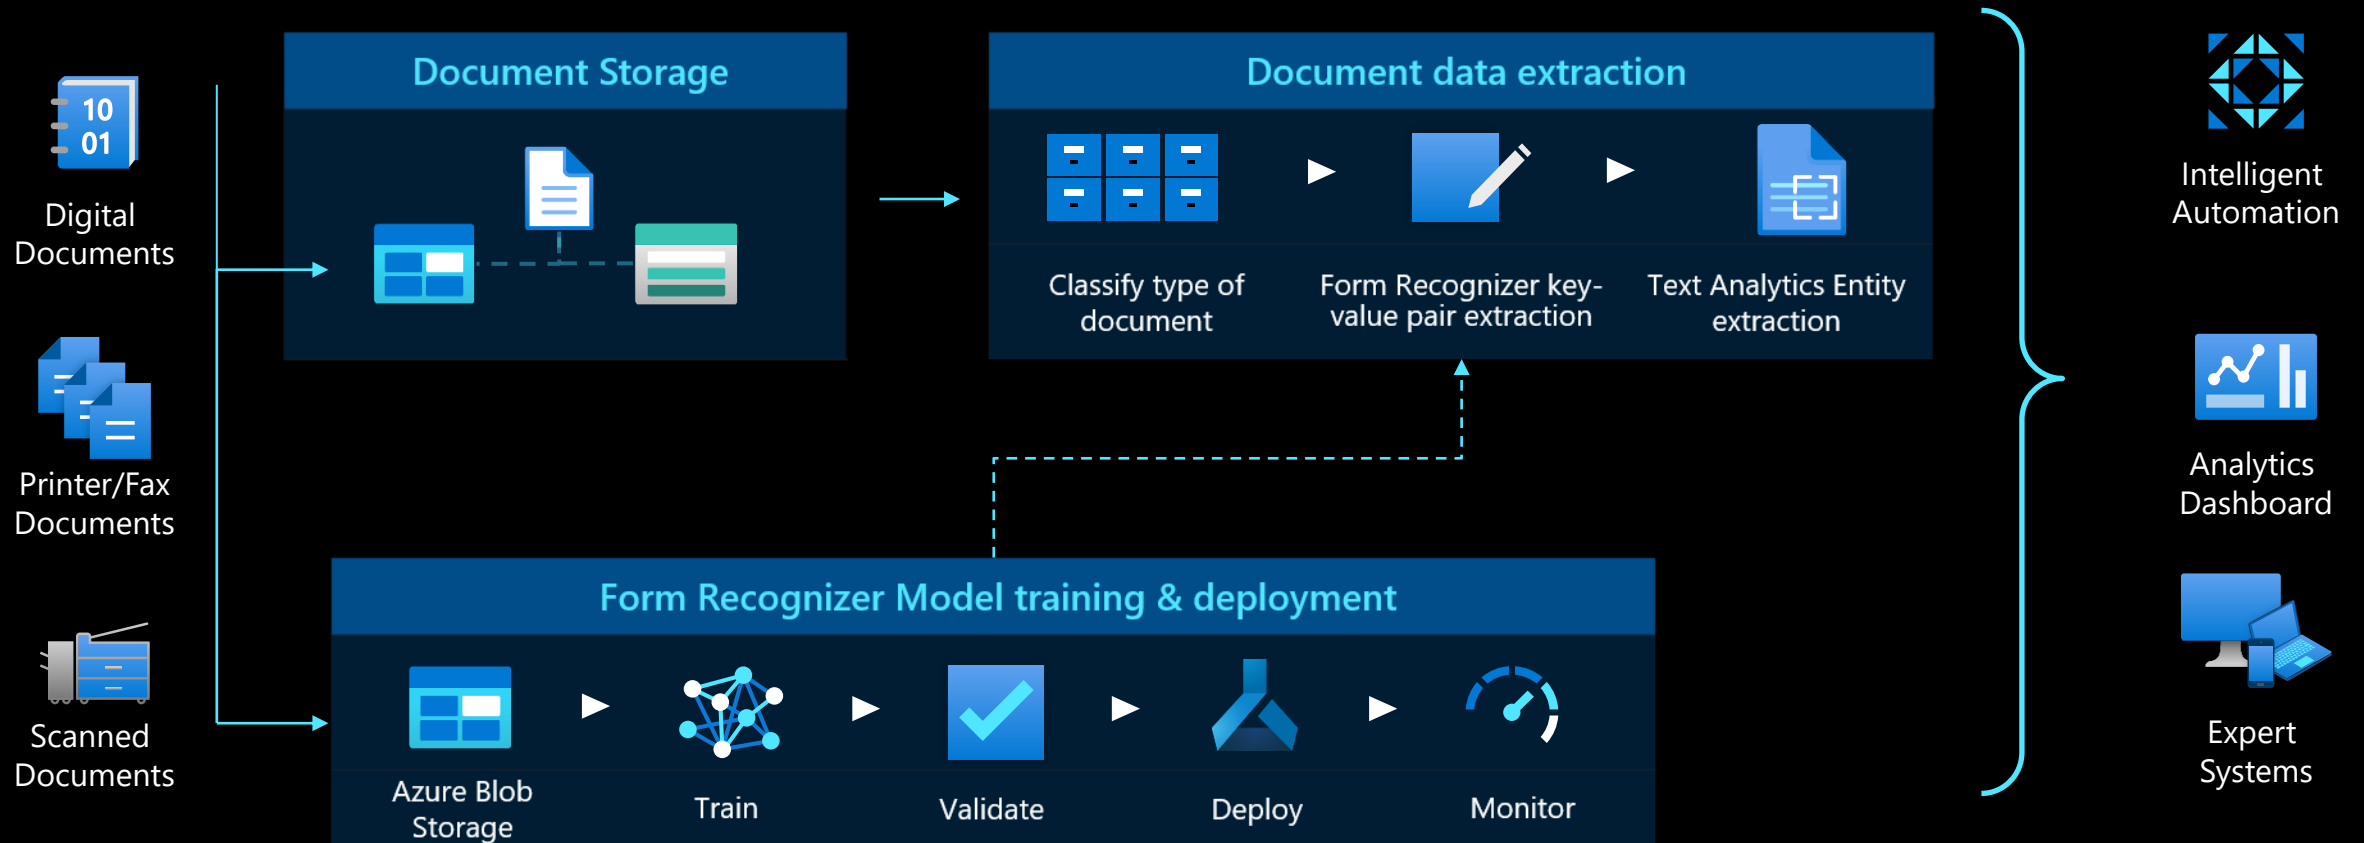 10
01
Digital
Documents
Printer/Fax
Documents
Scanned
Documents
Document Storage
Document data extraction
Classify type of
document
Form Recognizer key-
value pair extraction
Text Analytics Entity
extraction
Form Recognizer Model training & deployment
Azure Blob
Storage
Train
Validate
Deploy
Monitor
Intelligent
Automation
Analytics
Dashboard
Expert
Systems